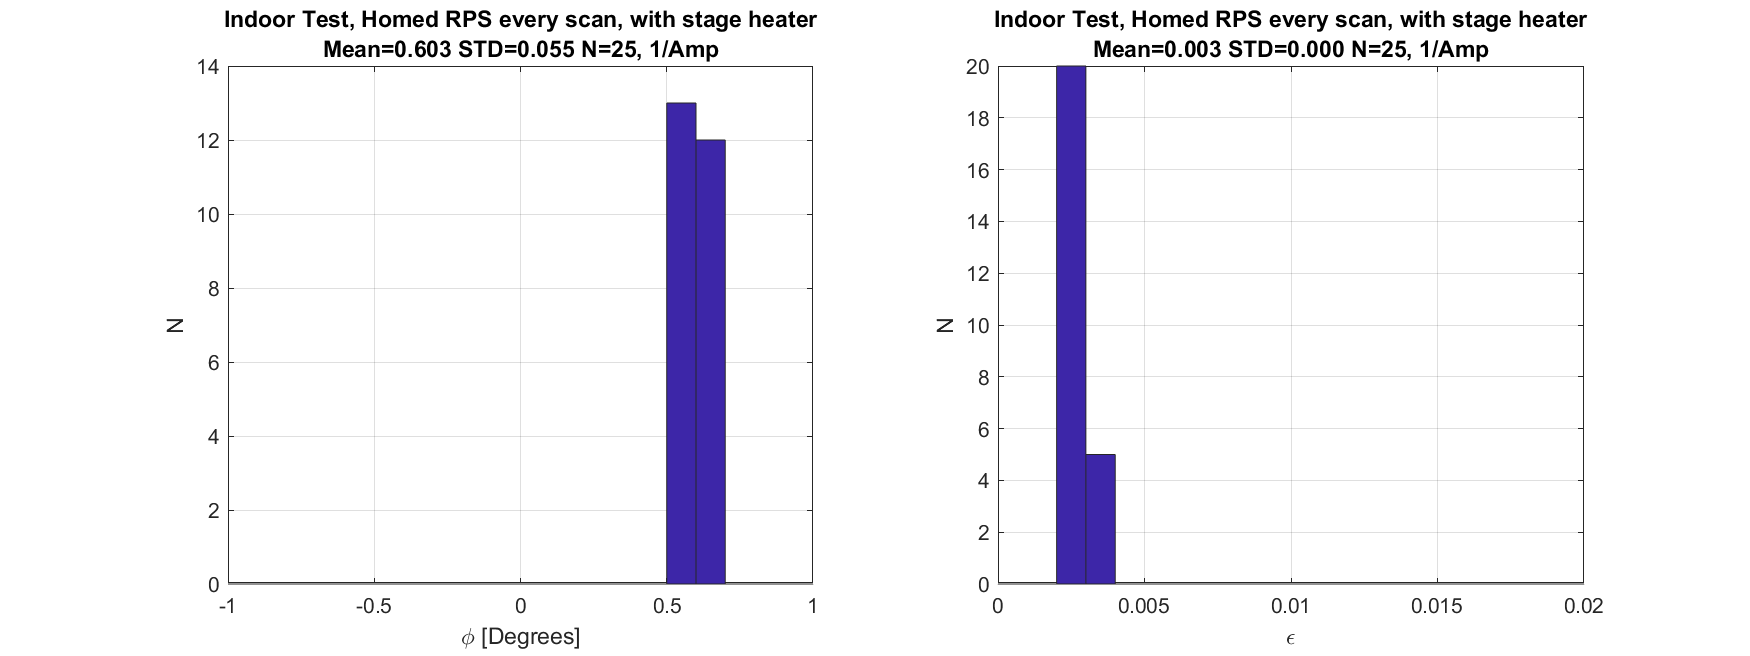 Indoor Test, Homed RPS every scan, with stage heater
Mean=0.603 STD=0.055 N=25, 1/Amp
14
12
10
8
6
4
2
0
N
-1 -0.5 0 0.5 1
ϕ [Degrees]
Indoor Test, Homed RPS every scan, with stage heater
Mean=0.003 STD=0.000 N=25, 1/Amp
20
18
16
14
12
10
8
6
4
2
0
N
0 0.005 0.01 0.015 0.02
ϵ